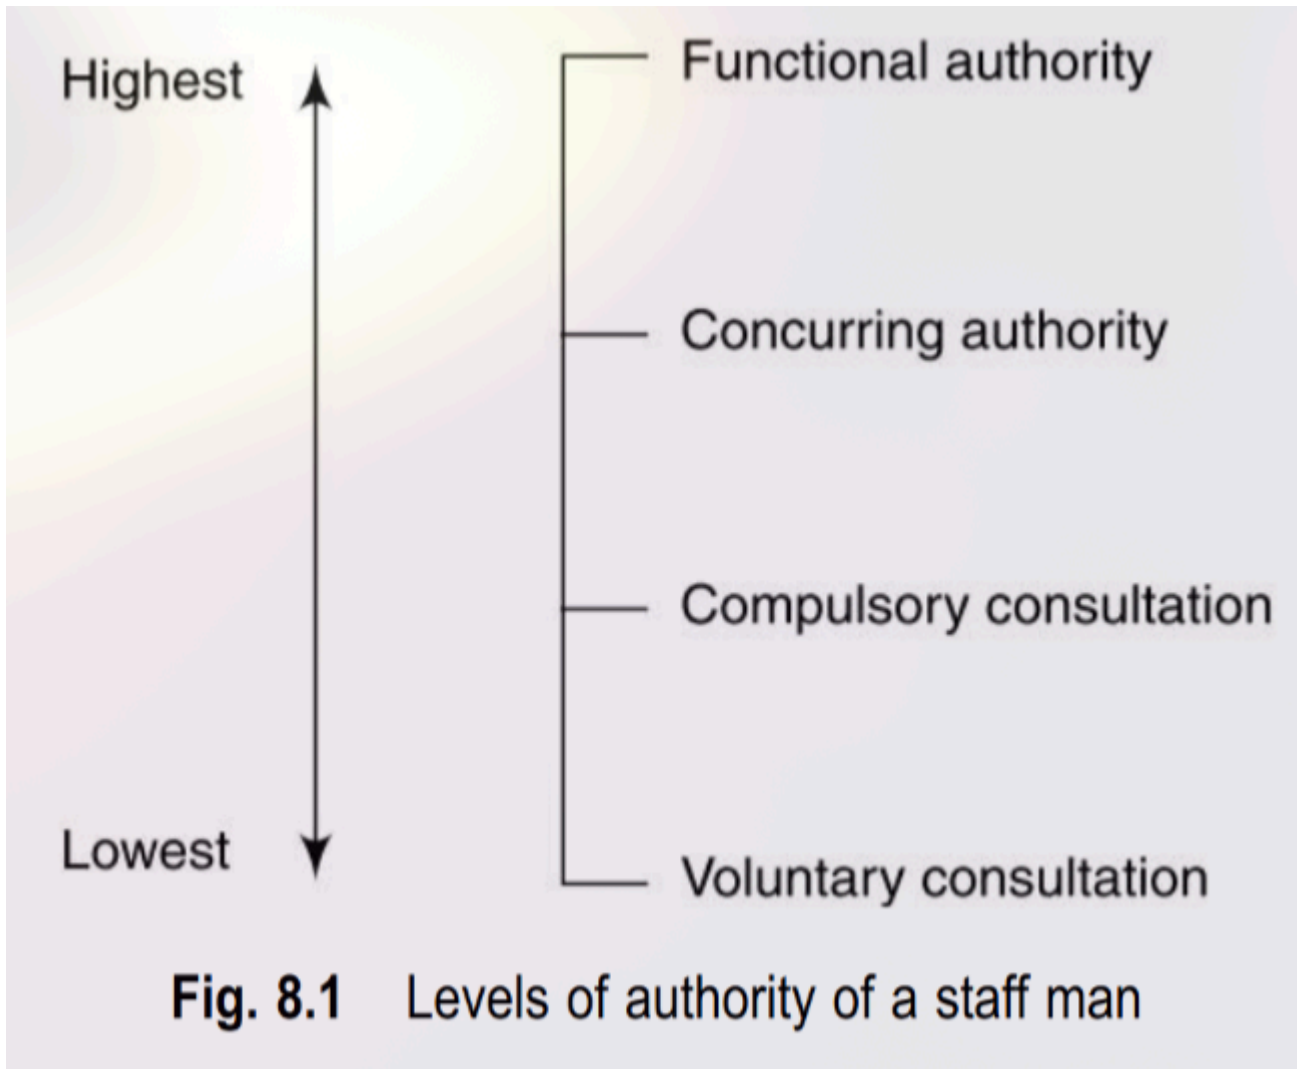 Highest
Functional authority
Concurring authority
Compulsory consultation
Lowest
Voluntary consultation
Fig. 8.1 Levels of authority of a staff man